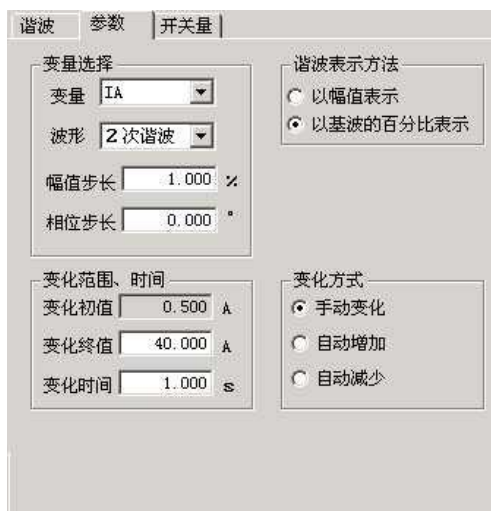 谐波 参数 开关量
变量选择
变量 IA
波形 2次谐波
幅值步长 1.000 %
相位步长 0.000 °
谐波表示方法
以幅值表示
以基波的百分比表示
变化范围、时间
变化初值 0.500 A
变化终值 40.000 A
变化时间 1.000 s
变化方式
手动变化
自动增加
自动减少